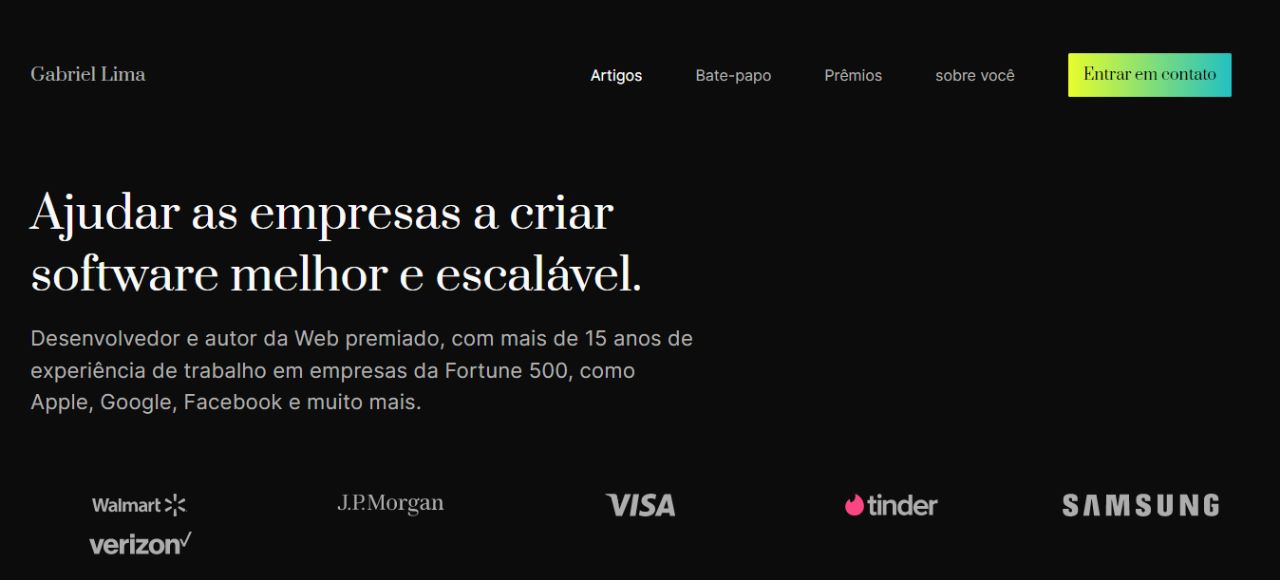 Gabriel Lima
Artigos
Bate-papo
Prêmios
sobre você
Entrar em contato
Ajudar as empresas a criar
software melhor e escalável.
Desenvolvedor e autor da Web premiado, com mais de 15 anos de
experiência de trabalho em empresas da Fortune 500, como
Apple, Google, Facebook e muito mais.
Walmart
J.P.Morgan
VISA
tinder
SAMSUNG
verizon